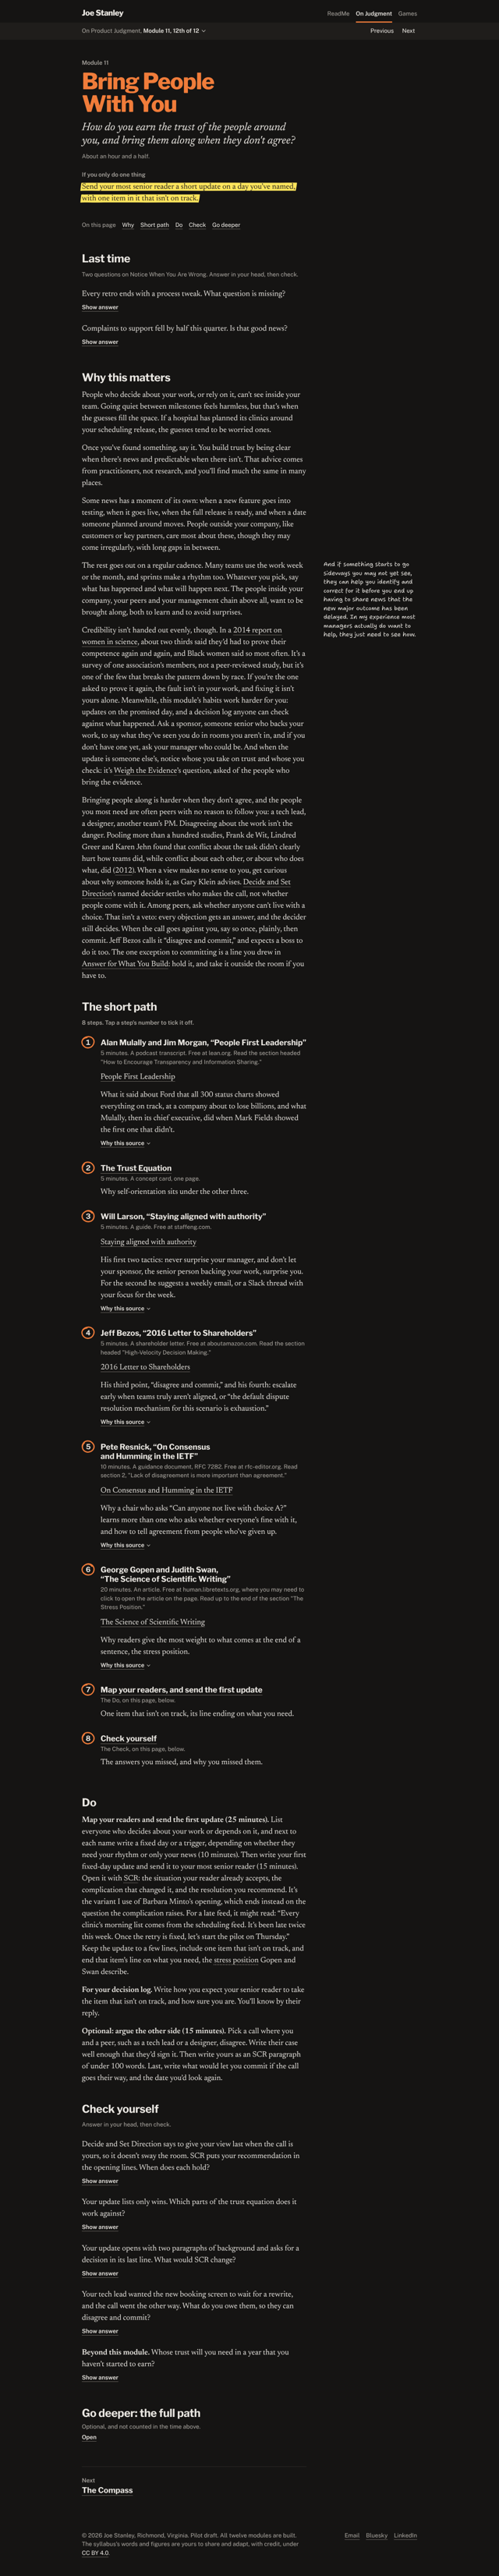 Joe Stanley
ReadMe On Judgment Games
On Product Judgment, Module 11, 12th of 12
Previous Next
Module 11
Bring People
With You
How do you earn the trust of the people around
you, and bring them along when they don't agree?
About an hour and a half.
If you only do one thing
Send your most senior reader a short update on a day you've named,
with one item in it that isn't on track.
On this page Why Short path Do Check Go deeper
Last time
Two questions on Notice When You Are Wrong. Answer in your head, then check.
Every retro ends with a process tweak. What question is missing?
Show answer
Complaints to support fell by half this quarter. Is that good news?
Show answer
Why this matters
People who decide about your work, or rely on it, can't see inside your
team. Going quiet between milestones feels harmless, but that's when
the guesses fill the space. If a hospital has planned its clinics around
your scheduling release, the guesses tend to be worried ones.
Once you've found something, say it. You build trust by being clear
when there's news and predictable when there isn't. That advice comes
from practitioners, not research, and you'll find much the same in many
places.
Some news has a moment of its own: when a new feature goes into
testing, when it goes live, when the full release is ready, and when a date
someone planned around moves. People outside your company, like
customers or key partners, care most about these, though they may
come irregularly, with long gaps in between.
The rest goes out on a regular cadence. Many teams use the work week
or the month, and sprints make a rhythm too. Whatever you pick, say
what has happened and what will happen next. The people inside your
company, your peers and your management chain above all, want to be
brought along, both to learn and to avoid surprises.
And if something starts to go
sideways you may not yet see,
they can help you identify and
correct for it before you end up
having to share news that the
new major outcome has been
delayed. In my experience most
managers actually do want to
help, they just need to see how.
Credibility isn't handed out evenly, though. In a 2014 report on
women in science, about two thirds said they'd had to prove their
competence again and again, and Black women said so most often. It's a
survey of one association's members, not a peer-reviewed study, but it's
one of the few that breaks the pattern down by race. If you're the one
asked to prove it again, the fault isn't in your work, and fixing it isn't
yours alone. Meanwhile, this module's habits work harder for you:
updates on the promised day, and a decision log anyone can check
against what happened. Ask a sponsor, someone senior who backs your
work, to say what they've seen you do in rooms you aren't in, and if you
don't have one yet, ask your manager who could be. And when the
update is someone else's, notice whose you take on trust and whose you
check: it's Weigh the Evidence's question, asked of the people who
bring the evidence.
Bringing people along is harder when they don't agree, and the people
you most need are often peers with no reason to follow you: a tech lead,
a designer, another team's PM. Disagreeing about the work isn't the
danger. Pooling more than a hundred studies, Frank de Wit, Lindred
Greer and Karen Jehn found that conflict about the task didn't clearly
hurt how teams did, while conflict about each other, or about who does
what, did (2012). When a view makes no sense to you, get curious
about why someone holds it, as Gary Klein advises. Decide and Set
Direction's named decider settles who makes the call, not whether
people come with it. Among peers, ask whether anyone can't live with a
choice. That isn't a veto: every objection gets an answer, and the decider
still decides. When the call goes against you, say so once, plainly, then
commit. Jeff Bezos calls it "disagree and commit," and expects a boss to
do it too. The one exception to committing is a line you drew in
Answer for What You Build: hold it, and take it outside the room if you
have to.
The short path
8 steps. Tap a step's number to tick it off.
1 Alan Mulally and Jim Morgan, "People First Leadership"
5 minutes. A podcast transcript. Free at lean.org. Read the section headed
"How to Encourage Transparency and Information Sharing."
People First Leadership
What it said about Ford that all 300 status charts showed
everything on track, at a company about to lose billions, and what
Mulally, then its chief executive, did when Mark Fields showed
the first one that didn't.
Why this source
2 The Trust Equation
5 minutes. A concept card, one page.
Why self-orientation sits under the other three.
3 Will Larson, "Staying aligned with authority"
5 minutes. A guide. Free at staffeng.com.
Staying aligned with authority
His first two tactics: never surprise your manager, and don't let
your sponsor, the senior person backing your work, surprise you.
For the second he suggests a weekly email, or a Slack thread with
your focus for the week.
Why this source
4 Jeff Bezos, "2016 Letter to Shareholders"
5 minutes. A shareholder letter. Free at aboutamazon.com. Read the section
headed "High-Velocity Decision Making."
2016 Letter to Shareholders
His third point, "disagree and commit," and his fourth: escalate
early when teams truly aren't aligned, or "the default dispute
resolution mechanism for this scenario is exhaustion."
Why this source
5 Pete Resnick, "On Consensus
and Humming in the IETF"
10 minutes. A guidance document, RFC 7282. Free at rfc-editor.org. Read
section 2, "Lack of disagreement is more important than agreement."
On Consensus and Humming in the IETF
Why a chair who asks "Can anyone not live with choice A?"
learns more than one who asks whether everyone's fine with it,
and how to tell agreement from people who've given up.
Why this source
6 George Gopen and Judith Swan,
"The Science of Scientific Writing"
20 minutes. An article. Free at human.libretexts.org, where you may need to
click to open the article on the page. Read up to the end of the section "The
Stress Position."
The Science of Scientific Writing
Why readers give the most weight to what comes at the end of a
sentence, the stress position.
Why this source
7 Map your readers, and send the first update
The Do, on this page, below.
One item that isn't on track, its line ending on what you need.
8 Check yourself
The Check, on this page, below.
The answers you missed, and why you missed them.
Do
Map your readers and send the first update (25 minutes). List
everyone who decides about your work or depends on it, and next to
each name write a fixed day or a trigger, depending on whether they
need your rhythm or only your news (10 minutes). Then write your first
fixed-day update and send it to your most senior reader (15 minutes).
Open it with SCR: the situation your reader already accepts, the
complication that changed it, and the resolution you recommend. It's
the variant I use of Barbara Minto's opening, which ends instead on the
question the complication raises. For a late feed, it might read: "Every
clinic's morning list comes from the scheduling feed. It's been late twice
this week. Once the retry is fixed, let's start the pilot on Thursday."
Keep the update to a few lines, include one item that isn't on track, and
end that item's line on what you need, the stress position Gopen and
Swan describe.
For your decision log. Write how you expect your senior reader to take
the item that isn't on track, and how sure you are. You'll know by their
reply.
Optional: argue the other side (15 minutes). Pick a call where you
and a peer, such as a tech lead or a designer, disagree. Write their case
well enough that they'd sign it. Then write yours as an SCR paragraph
of under 100 words. Last, write what would let you commit if the call
goes their way, and the date you'd look again.
Check yourself
Answer in your head, then check.
Decide and Set Direction says to give your view last when the call is
yours, so it doesn't sway the room. SCR puts your recommendation in
the opening lines. When does each hold?
Show answer
Your update lists only wins. Which parts of the trust equation does it
work against?
Show answer
Your update opens with two paragraphs of background and asks for a
decision in its last line. What would SCR change?
Show answer
Your tech lead wanted the new booking screen to wait for a rewrite,
and the call went the other way. What do you owe them, so they can
disagree and commit?
Show answer
Beyond this module. Whose trust will you need in a year that you
haven't started to earn?
Show answer
Go deeper: the full path
Optional, and not counted in the time above.
Open
Next
The Compass
© 2026 Joe Stanley, Richmond, Virginia. Pilot draft. All twelve modules are built.
The syllabus's words and figures are yours to share and adapt, with credit, under
CC BY 4.0.
Email Bluesky LinkedIn